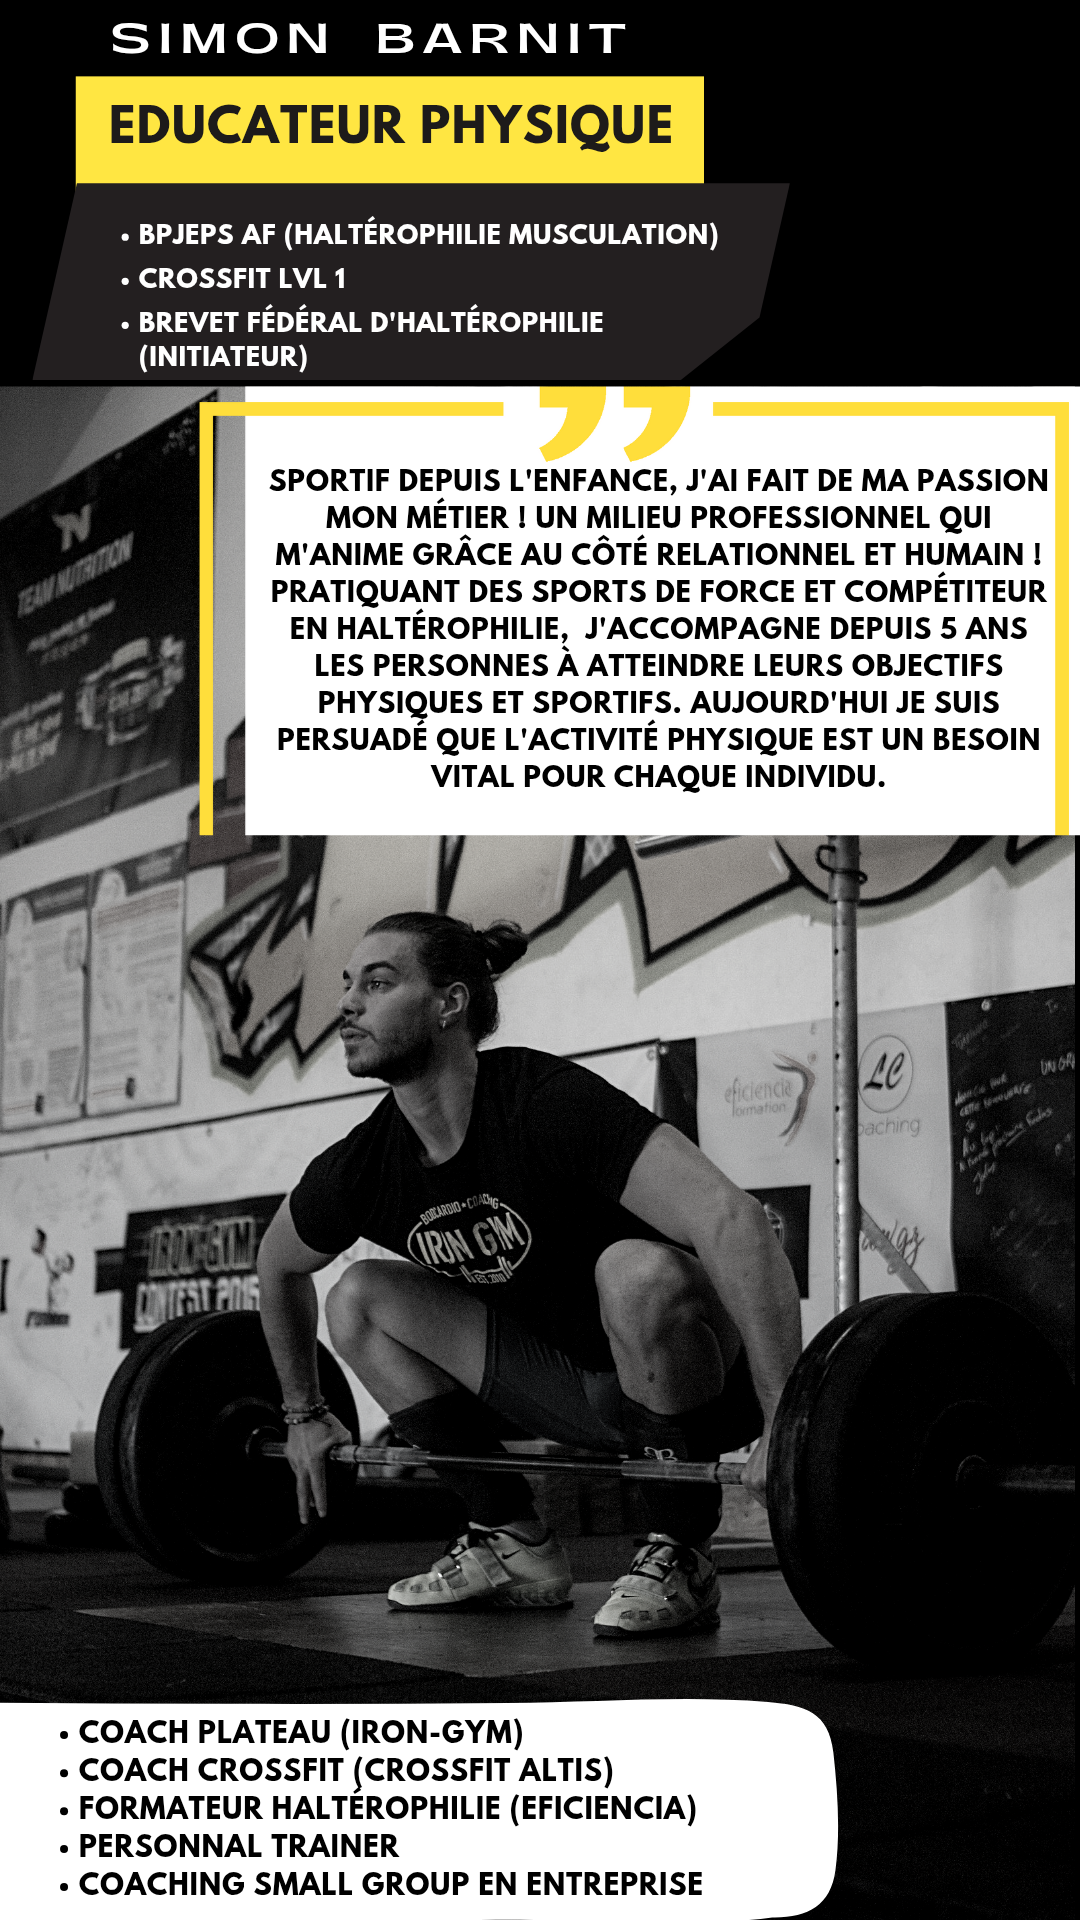 SIMON BARNIT
EDUCATEUR PHYSIQUE
• BPJEPS AF (HALTÉROPHILIE MUSCULATION)
• CROSSFIT LVL 1
• BREVET FÉDÉRAL D'HALTÉROPHILIE
(INITIATEUR)
SPORTIF DEPUIS L'ENFANCE, J'AI FAIT DE MA PASSION
MON MÉTIER ! UN MILIEU PROFESSIONNEL QUI
M'ANIME GRÂCE AU CÔTÉ RELATIONNEL ET HUMAIN !
PRATIQUANT DES SPORTS DE FORCE ET COMPÉTITEUR
EN HALTÉROPHILIE, J'ACCOMPAGNE DEPUIS 5 ANS
LES PERSONNES À ATTEINDRE LEURS OBJECTIFS
PHYSIQUES ET SPORTIFS. AUJOURD'HUI JE SUIS
PERSUADÉ QUE L'ACTIVITÉ PHYSIQUE EST UN BESOIN
VITAL POUR CHAQUE INDIVIDU.
TEAM NUTRITION
eficiencia
formation
LC
oaching
BODCARDIO • COACHING
IRON GYM
EST. 2010
IRON-GYM
CONTEST 2015
• COACH PLATEAU (IRON-GYM)
• COACH CROSSFIT (CROSSFIT ALTIS)
• FORMATEUR HALTÉROPHILIE (EFICIENCIA)
• PERSONNAL TRAINER
• COACHING SMALL GROUP EN ENTREPRISE